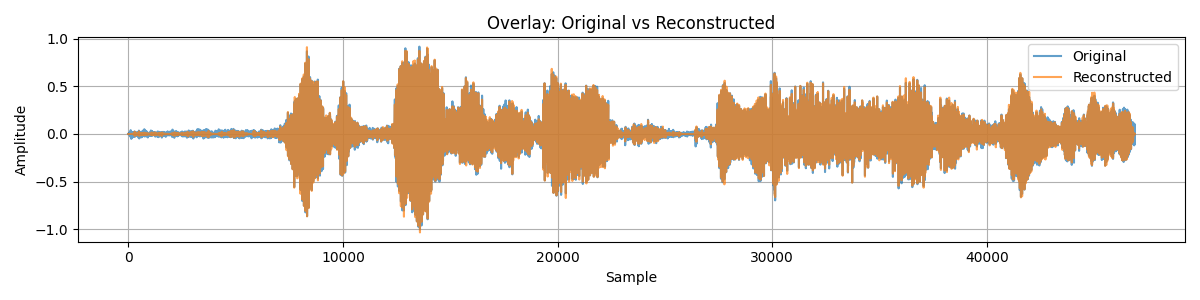 Overlay: Original vs Reconstructed
Original
Reconstructed
Amplitude
1.0
0.5
0.0
−0.5
−1.0
0 10000 20000 30000 40000
Sample